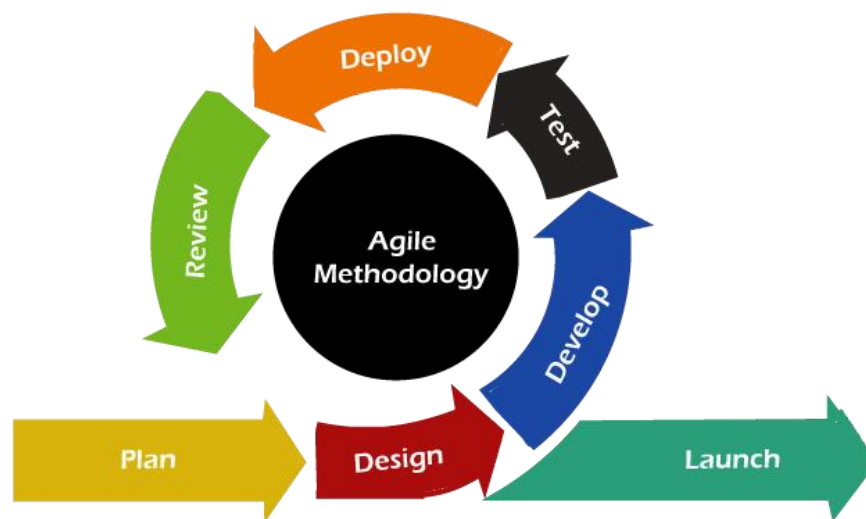 Deploy
Test
Review
Agile
Methodology
Develop
Plan
Design
Launch